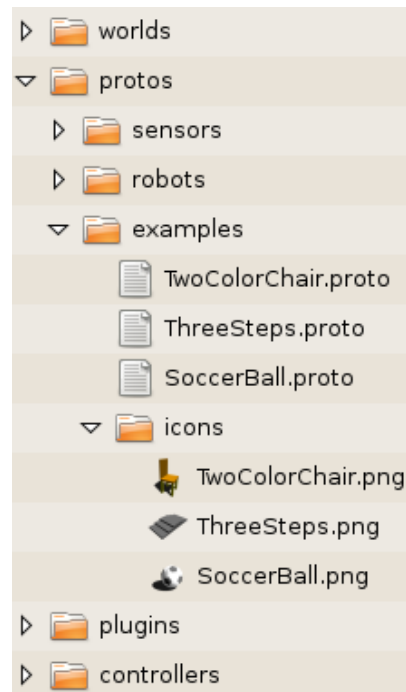 worlds
protos
sensors
robots
examples
TwoColorChair.proto
ThreeSteps.proto
SoccerBall.proto
icons
TwoColorChair.png
ThreeSteps.png
SoccerBall.png
plugins
controllers